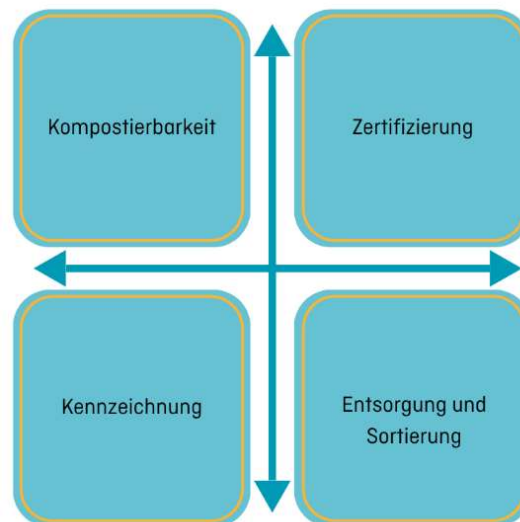 Kompostierbarkeit
Zertifizierung
Kennzeichnung
Entsorgung und
Sortierung